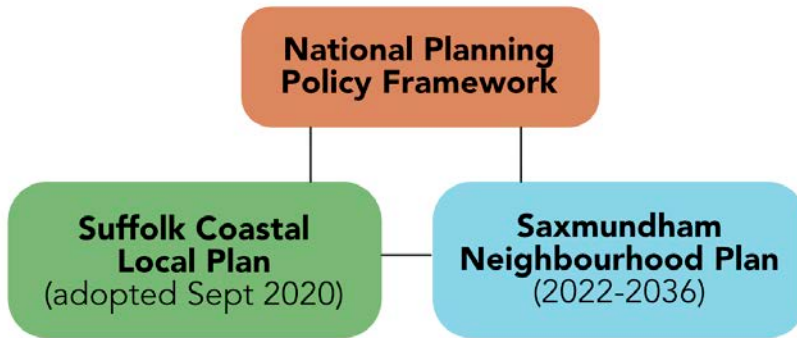 National Planning
Policy Framework
Suffolk Coastal
Local Plan
(adopted Sept 2020)
Saxmundham
Neighbourhood Plan
(2022-2036)